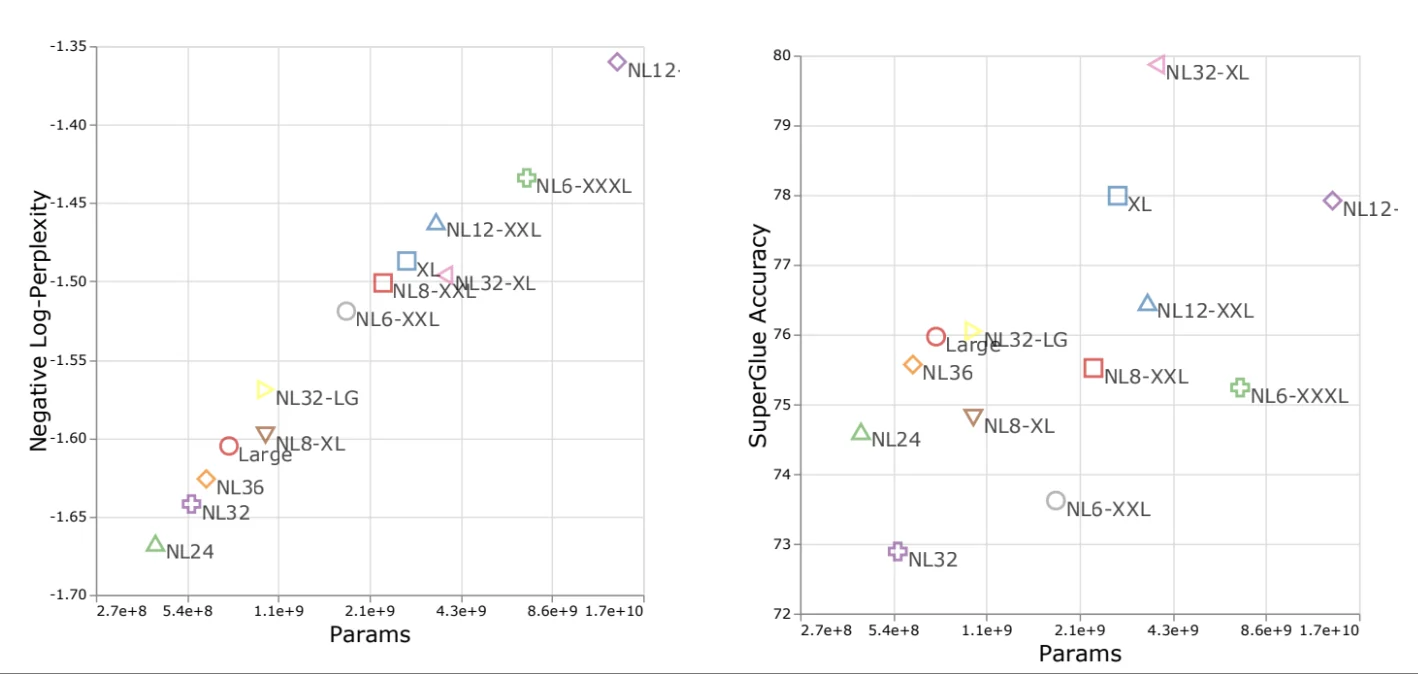 Negative Log-Perplexity
-1.35
-1.40
-1.45
-1.50
-1.55
-1.60
-1.65
-1.70
NL12-
NL6-XXXL
NL12-XXL
XL
NL32-XL
NL8-XXL
NL6-XXL
NL32-LG
NL8-XL
Large
NL36
NL32
NL24
2.7e+8 5.4e+8 1.1e+9 2.1e+9 4.3e+9 8.6e+9 1.7e+10
Params
SuperGlue Accuracy
80
79
78
77
76
75
74
73
72
NL32-XL
XL
NL12-
NL12-XXL
NL32-LG
Large
NL36
NL8-XXL
NL6-XXXL
NL8-XL
NL24
NL6-XXL
NL32
2.7e+8 5.4e+8 1.1e+9 2.1e+9 4.3e+9 8.6e+9 1.7e+10
Params